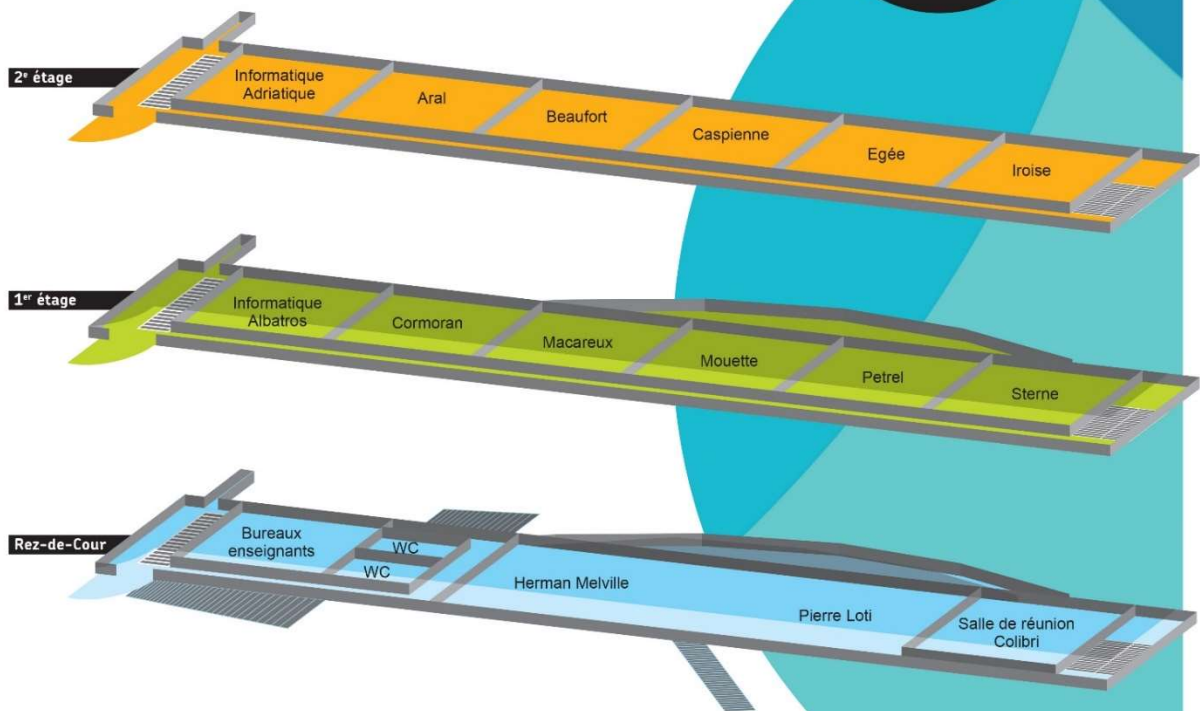 2e étage
Informatique
Adriatique
Aral
Beaufort
Caspienne
Egée
Iroise
1er étage
Informatique
Albatros
Cormoran
Macareux
Mouette
Petrel
Sterne
Rez-de-Cour
Bureaux
enseignants
WC
WC
Herman Melville
Pierre Loti
Salle de réunion
Colibri